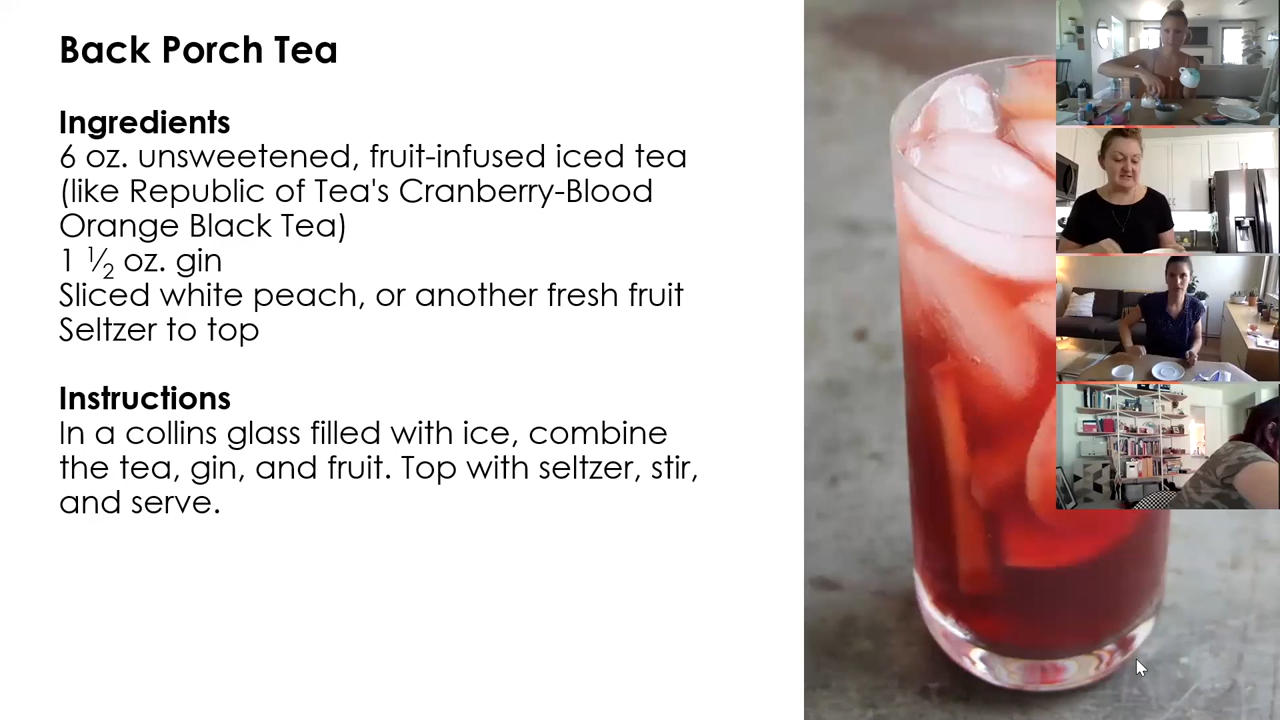 Back Porch Tea
Ingredients
6 oz. unsweetened, fruit-infused iced tea
(like Republic of Tea's Cranberry-Blood
Orange Black Tea)
1 ½ oz. gin
Sliced white peach, or another fresh fruit
Seltzer to top
Instructions
In a collins glass filled with ice, combine
the tea, gin, and fruit. Top with seltzer, stir,
and serve.